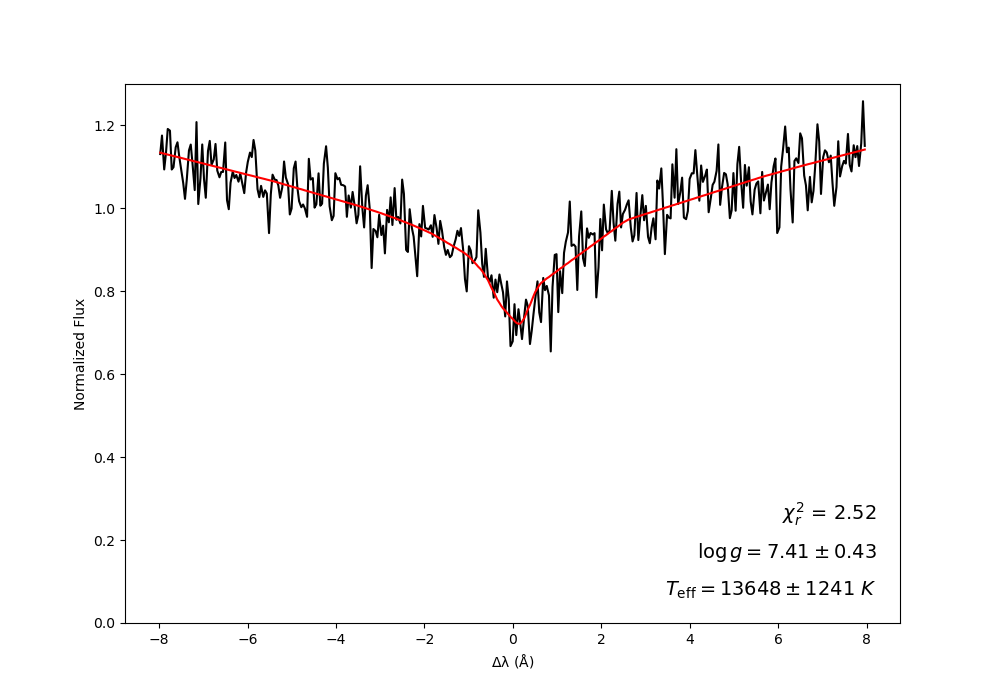 1.2
1.0
0.8
0.6
0.4
0.2
0.0
Normalized Flux
χ²ᵣ = 2.52
log g = 7.41 ± 0.43
T_eff = 13648 ± 1241 K
−8 −6 −4 −2 0 2 4 6 8
Δλ (Å)